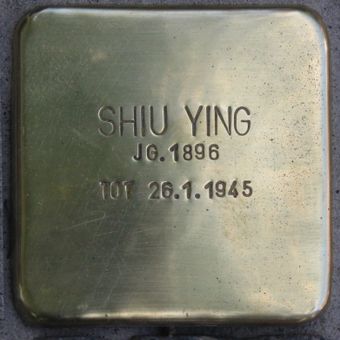 SHIU YING
JG.1896
TOT 26.1.1945